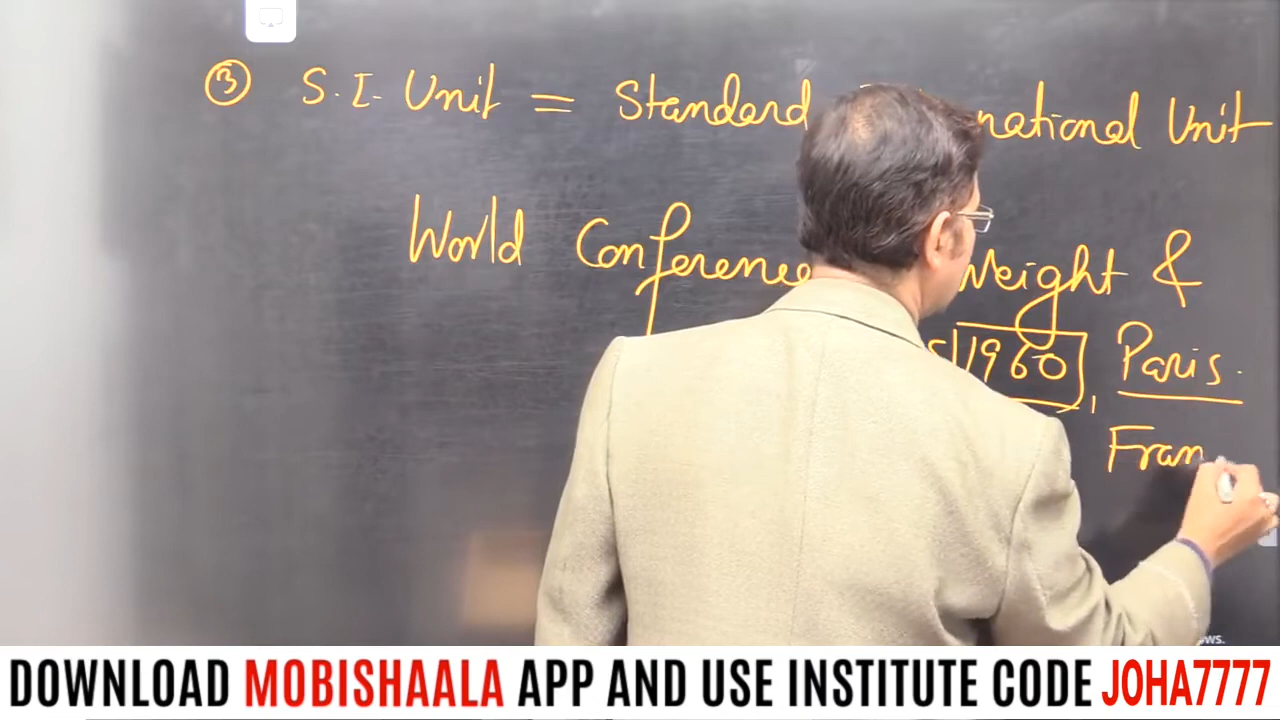 ③ S.I. Unit = Standard national Unit
World Conference Weight &
1960, Paris.
Fran
ws.
DOWNLOAD MOBISHAALA APP AND USE INSTITUTE CODE JOHA7777